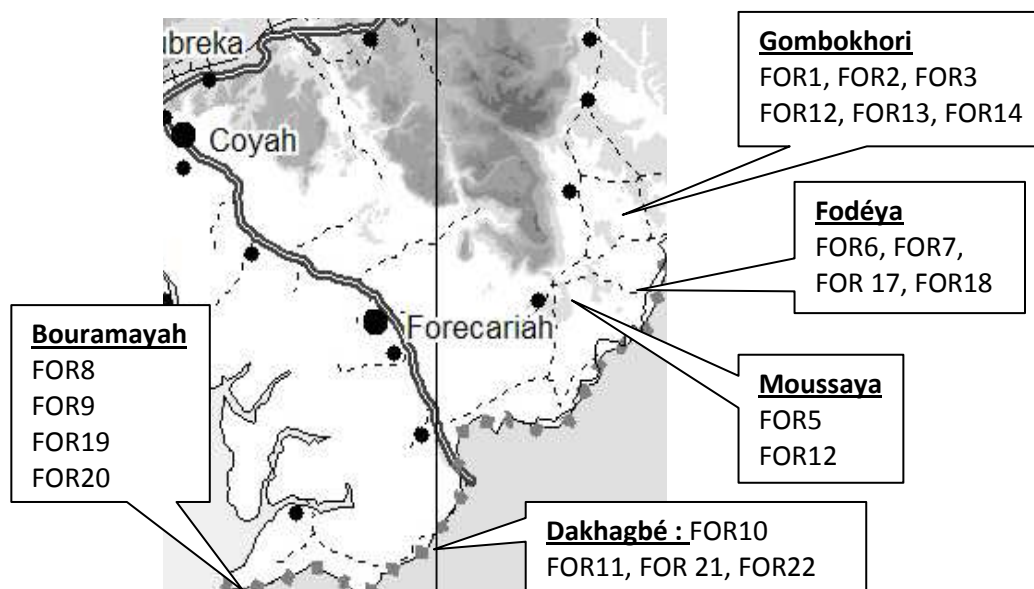 Gombokhori
FOR1, FOR2, FOR3
FOR12, FOR13, FOR14
ubreka
Coyah
Fodéya
FOR6, FOR7,
FOR 17, FOR18
Forecariah
Bouramayah
FOR8
FOR9
FOR19
FOR20
Moussaya
FOR5
FOR12
Dakhagbé : FOR10
FOR11, FOR 21, FOR22